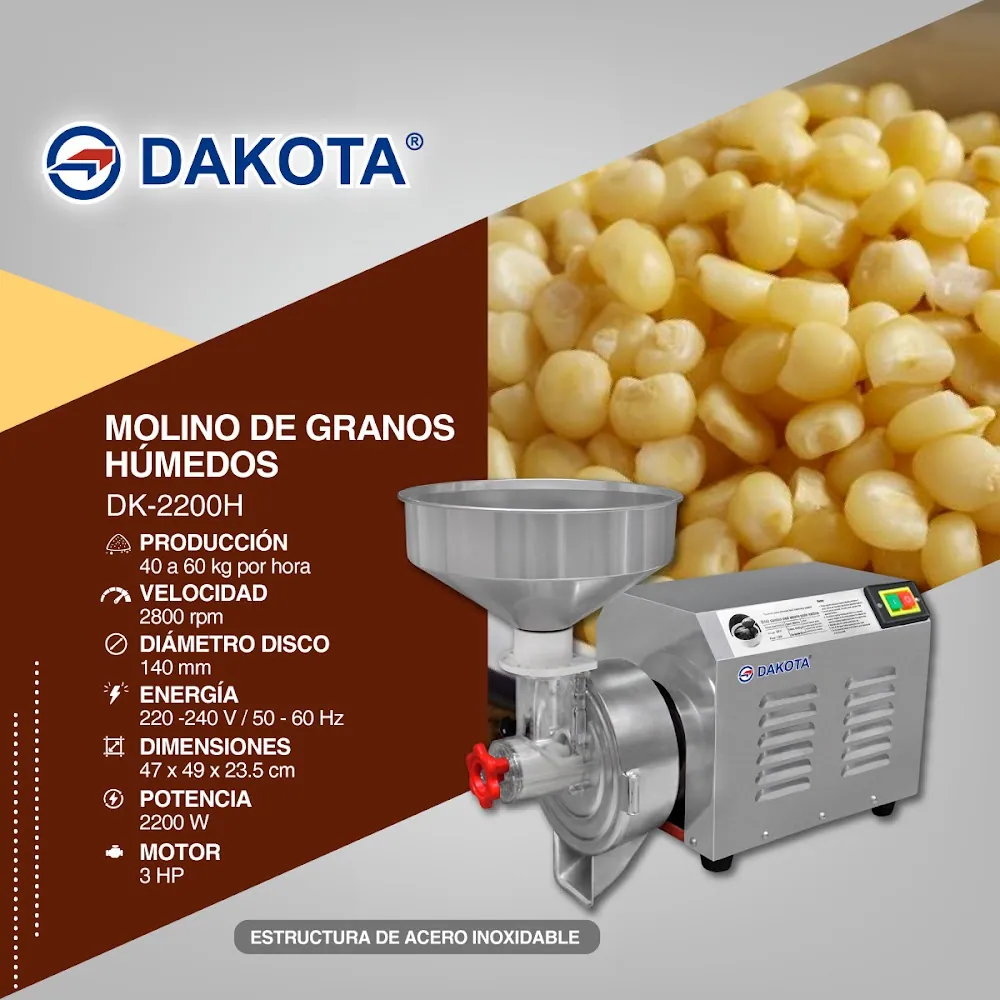 DAKOTA®
MOLINO DE GRANOS
HÚMEDOS
DK-2200H
PRODUCCIÓN
40 a 60 kg por hora
VELOCIDAD
2800 rpm
DIÁMETRO DISCO
140 mm
ENERGÍA
220 -240 V / 50 - 60 Hz
DIMENSIONES
47 x 49 x 23.5 cm
POTENCIA
2200 W
MOTOR
3 HP
DAKOTA®
ESTRUCTURA DE ACERO INOXIDABLE